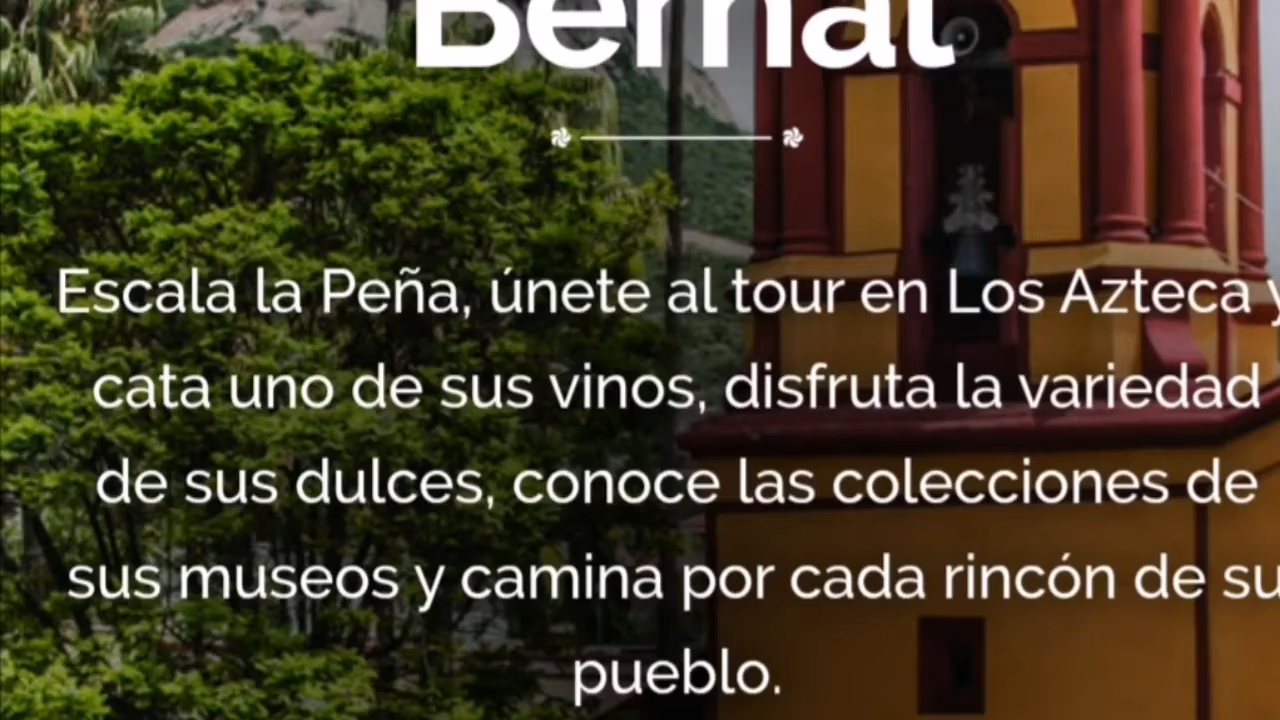 Bernal
Escala la Peña, únete al tour en Los Azteca y
cata uno de sus vinos, disfruta la variedad
de sus dulces, conoce las colecciones de
sus museos y camina por cada rincón de su
pueblo.